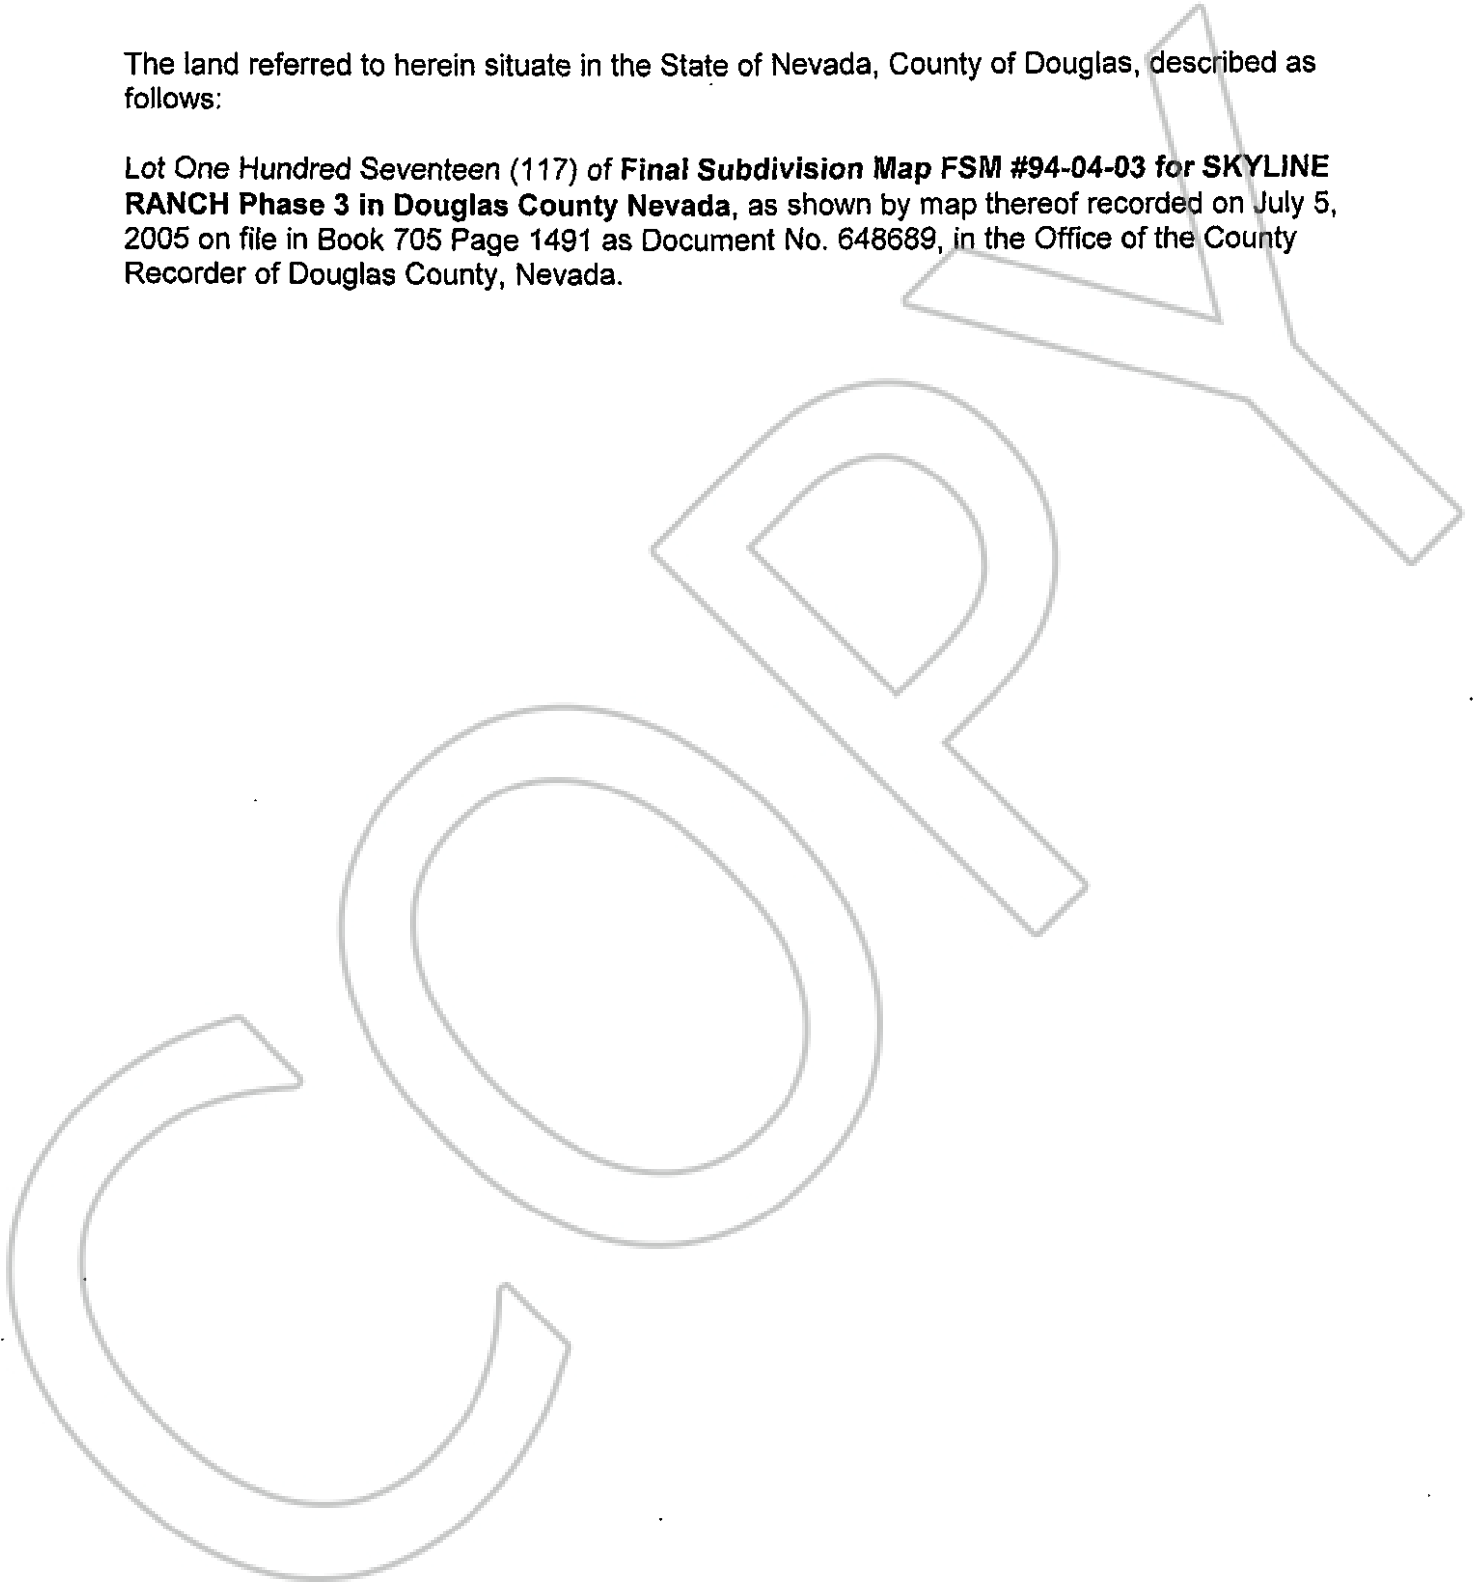 The land referred to herein situate in the State of Nevada, County of Douglas, described as
follows:
Lot One Hundred Seventeen (117) of Final Subdivision Map FSM #94-04-03 for SKYLINE
RANCH Phase 3 in Douglas County Nevada, as shown by map thereof recorded on July 5,
2005 on file in Book 705 Page 1491 as Document No. 648689, in the Office of the County
Recorder of Douglas County, Nevada.
COPY